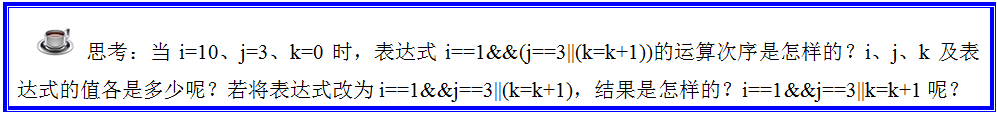 思考：当 i=10、j=3、k=0 时，表达式 i==1&&(j==3||(k=k+1))的运算次序是怎样的？i、j、k 及表
达式的值各是多少呢？若将表达式改为 i==1&&j==3||(k=k+1)，结果是怎样的？i==1&&j==3||k=k+1 呢？